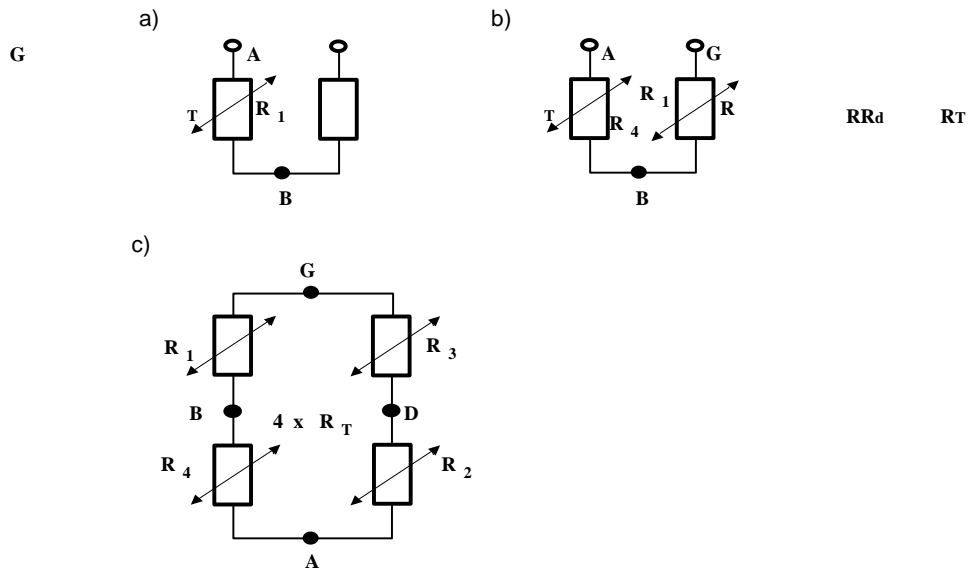 a) b)
G A A G
T R 1 R 1 T R 4 R RRd RT
B B
c)
G
R 1 R 3
B 4 x R T D
R 4 R 2
A